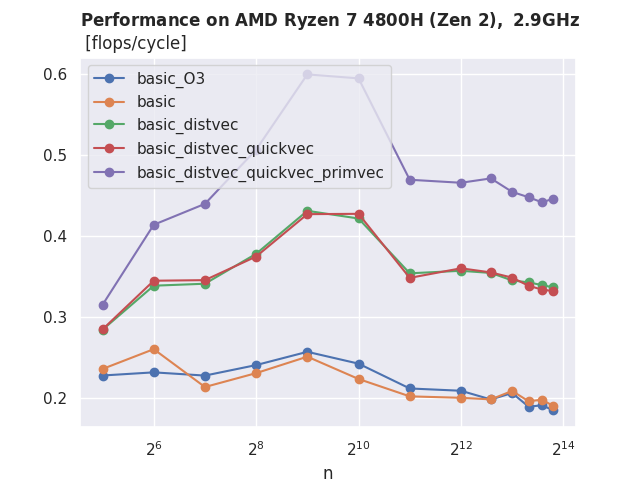 Performance on AMD Ryzen 7 4800H (Zen 2), 2.9GHz
[flops/cycle]
basic_O3
basic
basic_distvec
basic_distvec_quickvec
basic_distvec_quickvec_primvec
0.6
0.5
0.4
0.3
0.2
2^6 2^8 2^10 2^12 2^14
n